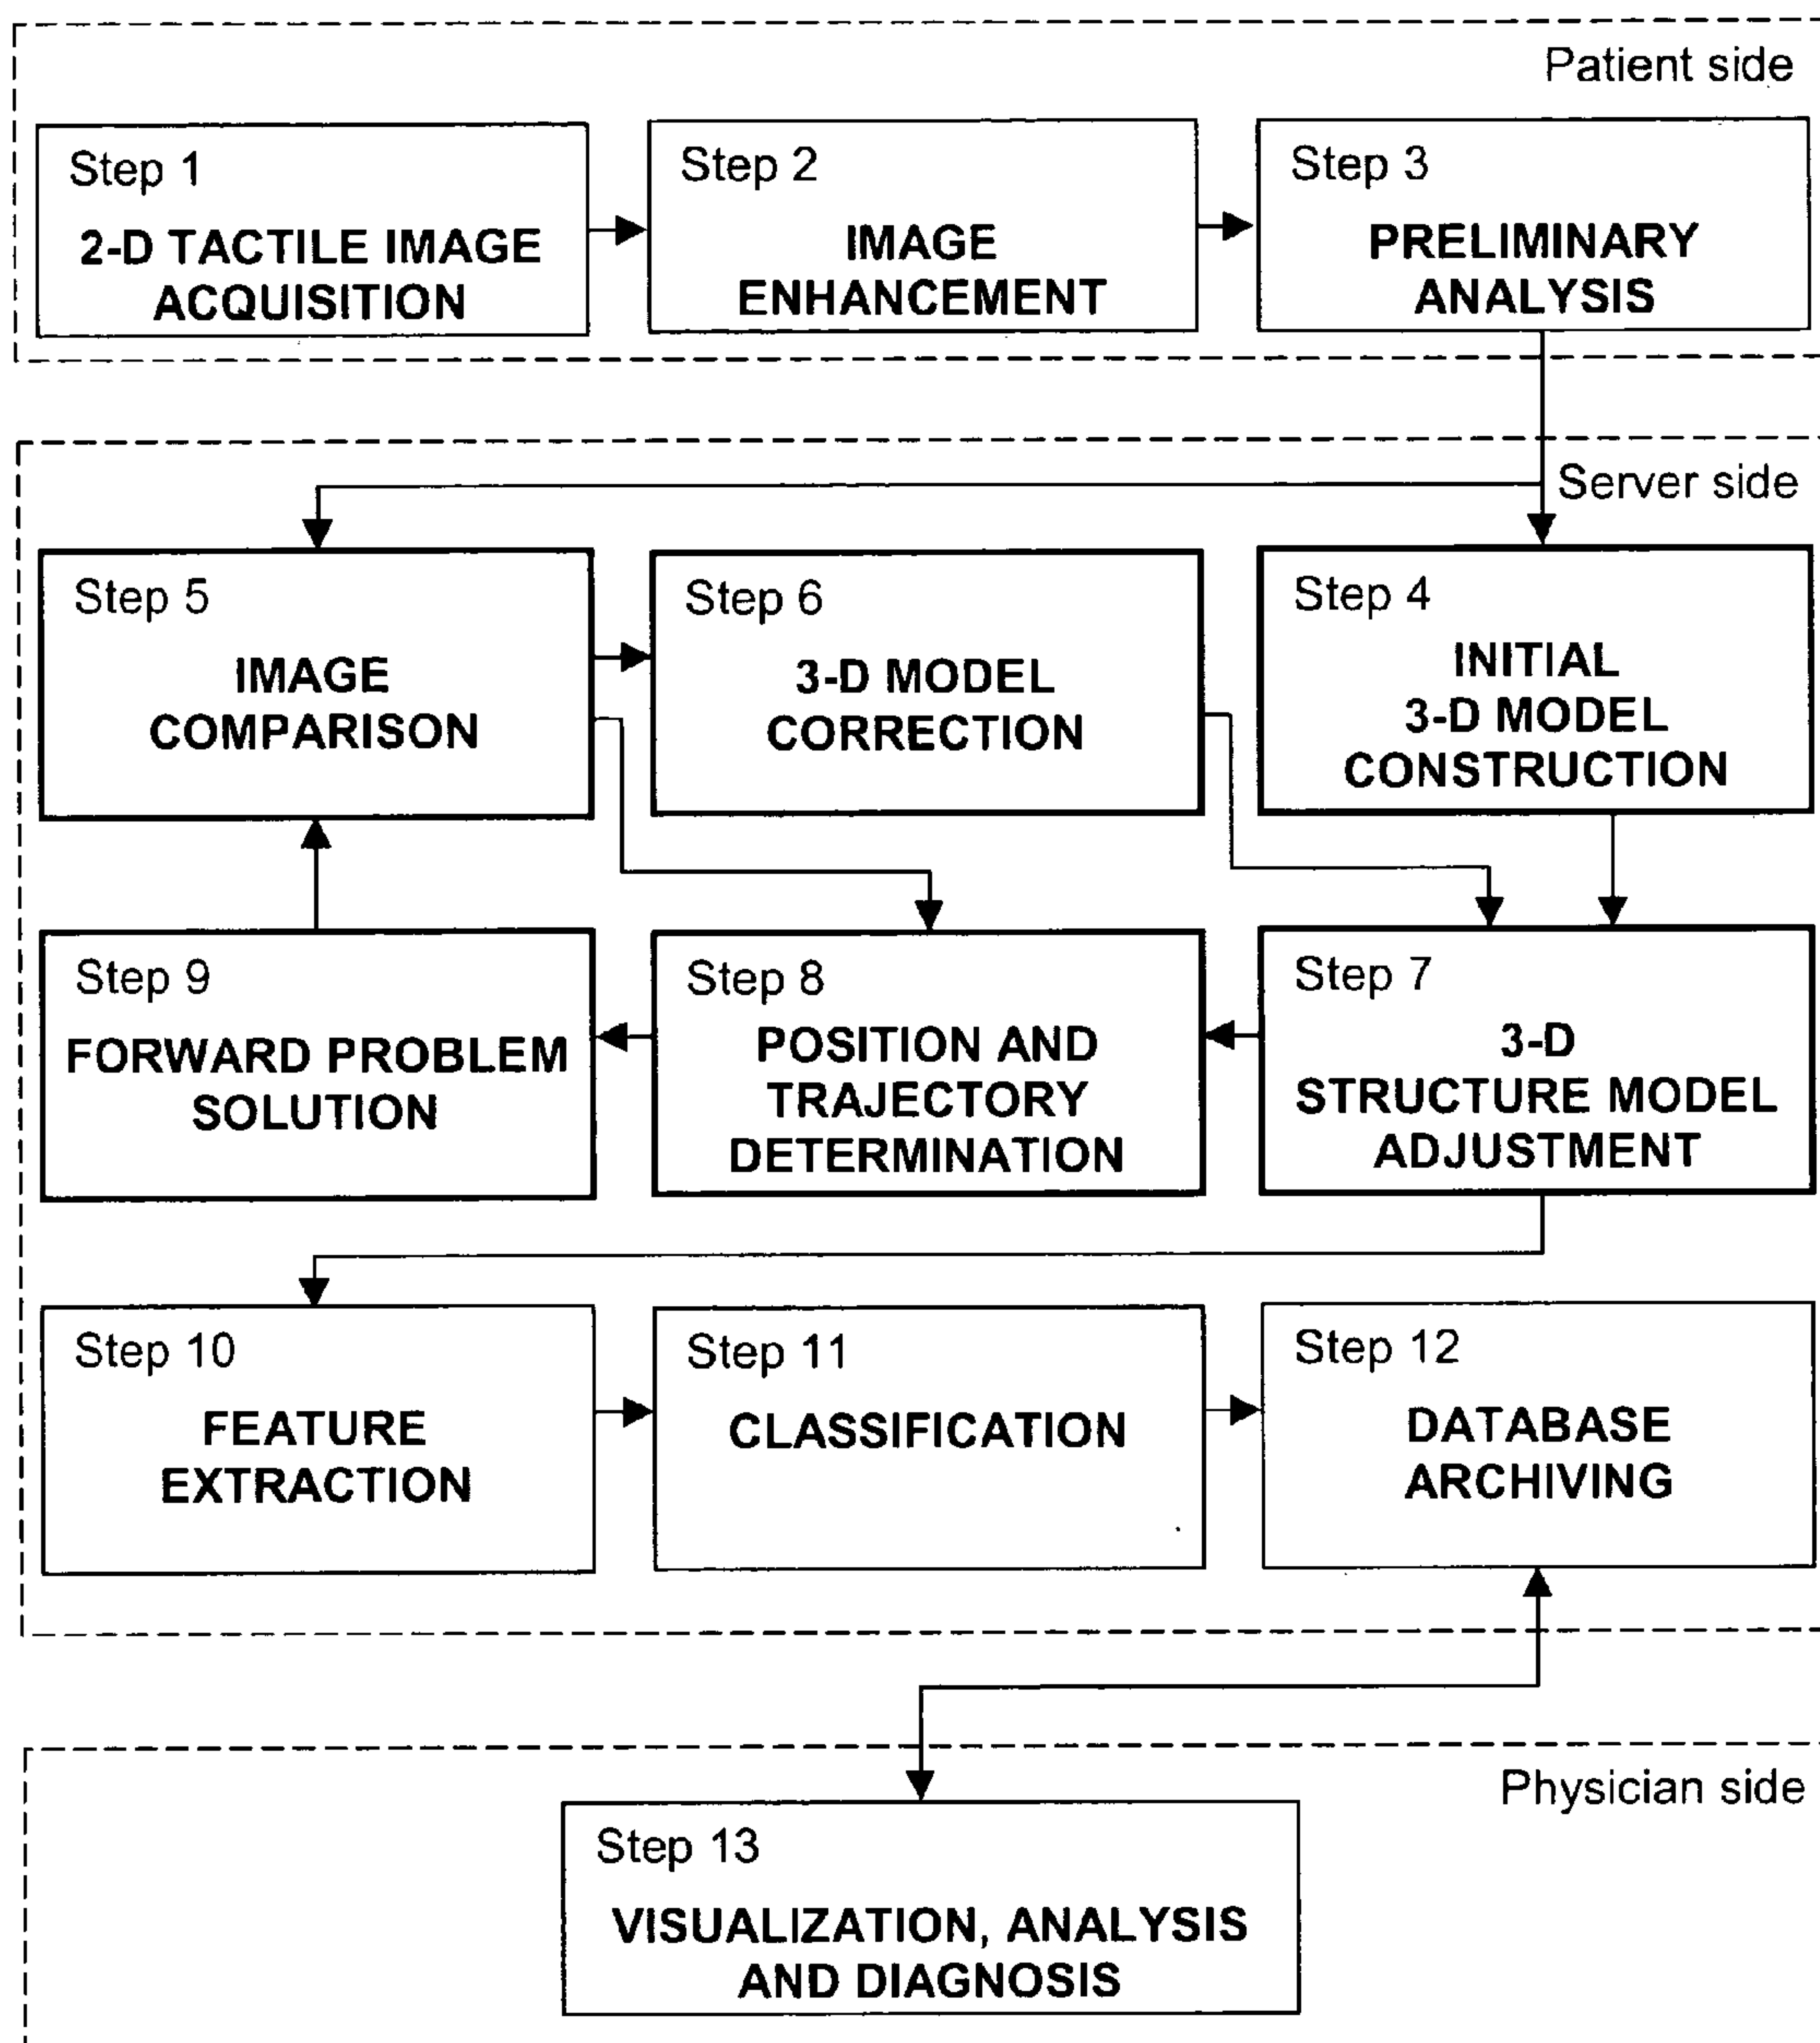 Patient side
Step 1
2-D TACTILE IMAGE
ACQUISITION
Step 2
IMAGE
ENHANCEMENT
Step 3
PRELIMINARY
ANALYSIS
Server side
Step 5
IMAGE
COMPARISON
Step 6
3-D MODEL
CORRECTION
Step 4
INITIAL
3-D MODEL
CONSTRUCTION
Step 9
FORWARD PROBLEM
SOLUTION
Step 8
POSITION AND
TRAJECTORY
DETERMINATION
Step 7
3-D
STRUCTURE MODEL
ADJUSTMENT
Step 10
FEATURE
EXTRACTION
Step 11
CLASSIFICATION
Step 12
DATABASE
ARCHIVING
Physician side
Step 13
VISUALIZATION, ANALYSIS
AND DIAGNOSIS